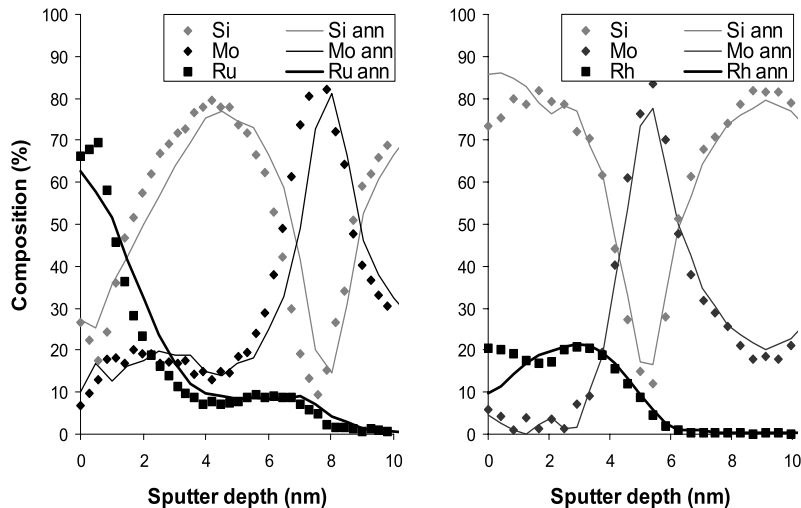 100
90
80
70
60
50
40
30
20
10
0
Composition (%)
Si Si ann
Mo Mo ann
Ru Ru ann
0 2 4 6 8 10
Sputter depth (nm)
100
90
80
70
60
50
40
30
20
10
0
Si Si ann
Mo Mo ann
Rh Rh ann
0 2 4 6 8 10
Sputter depth (nm)